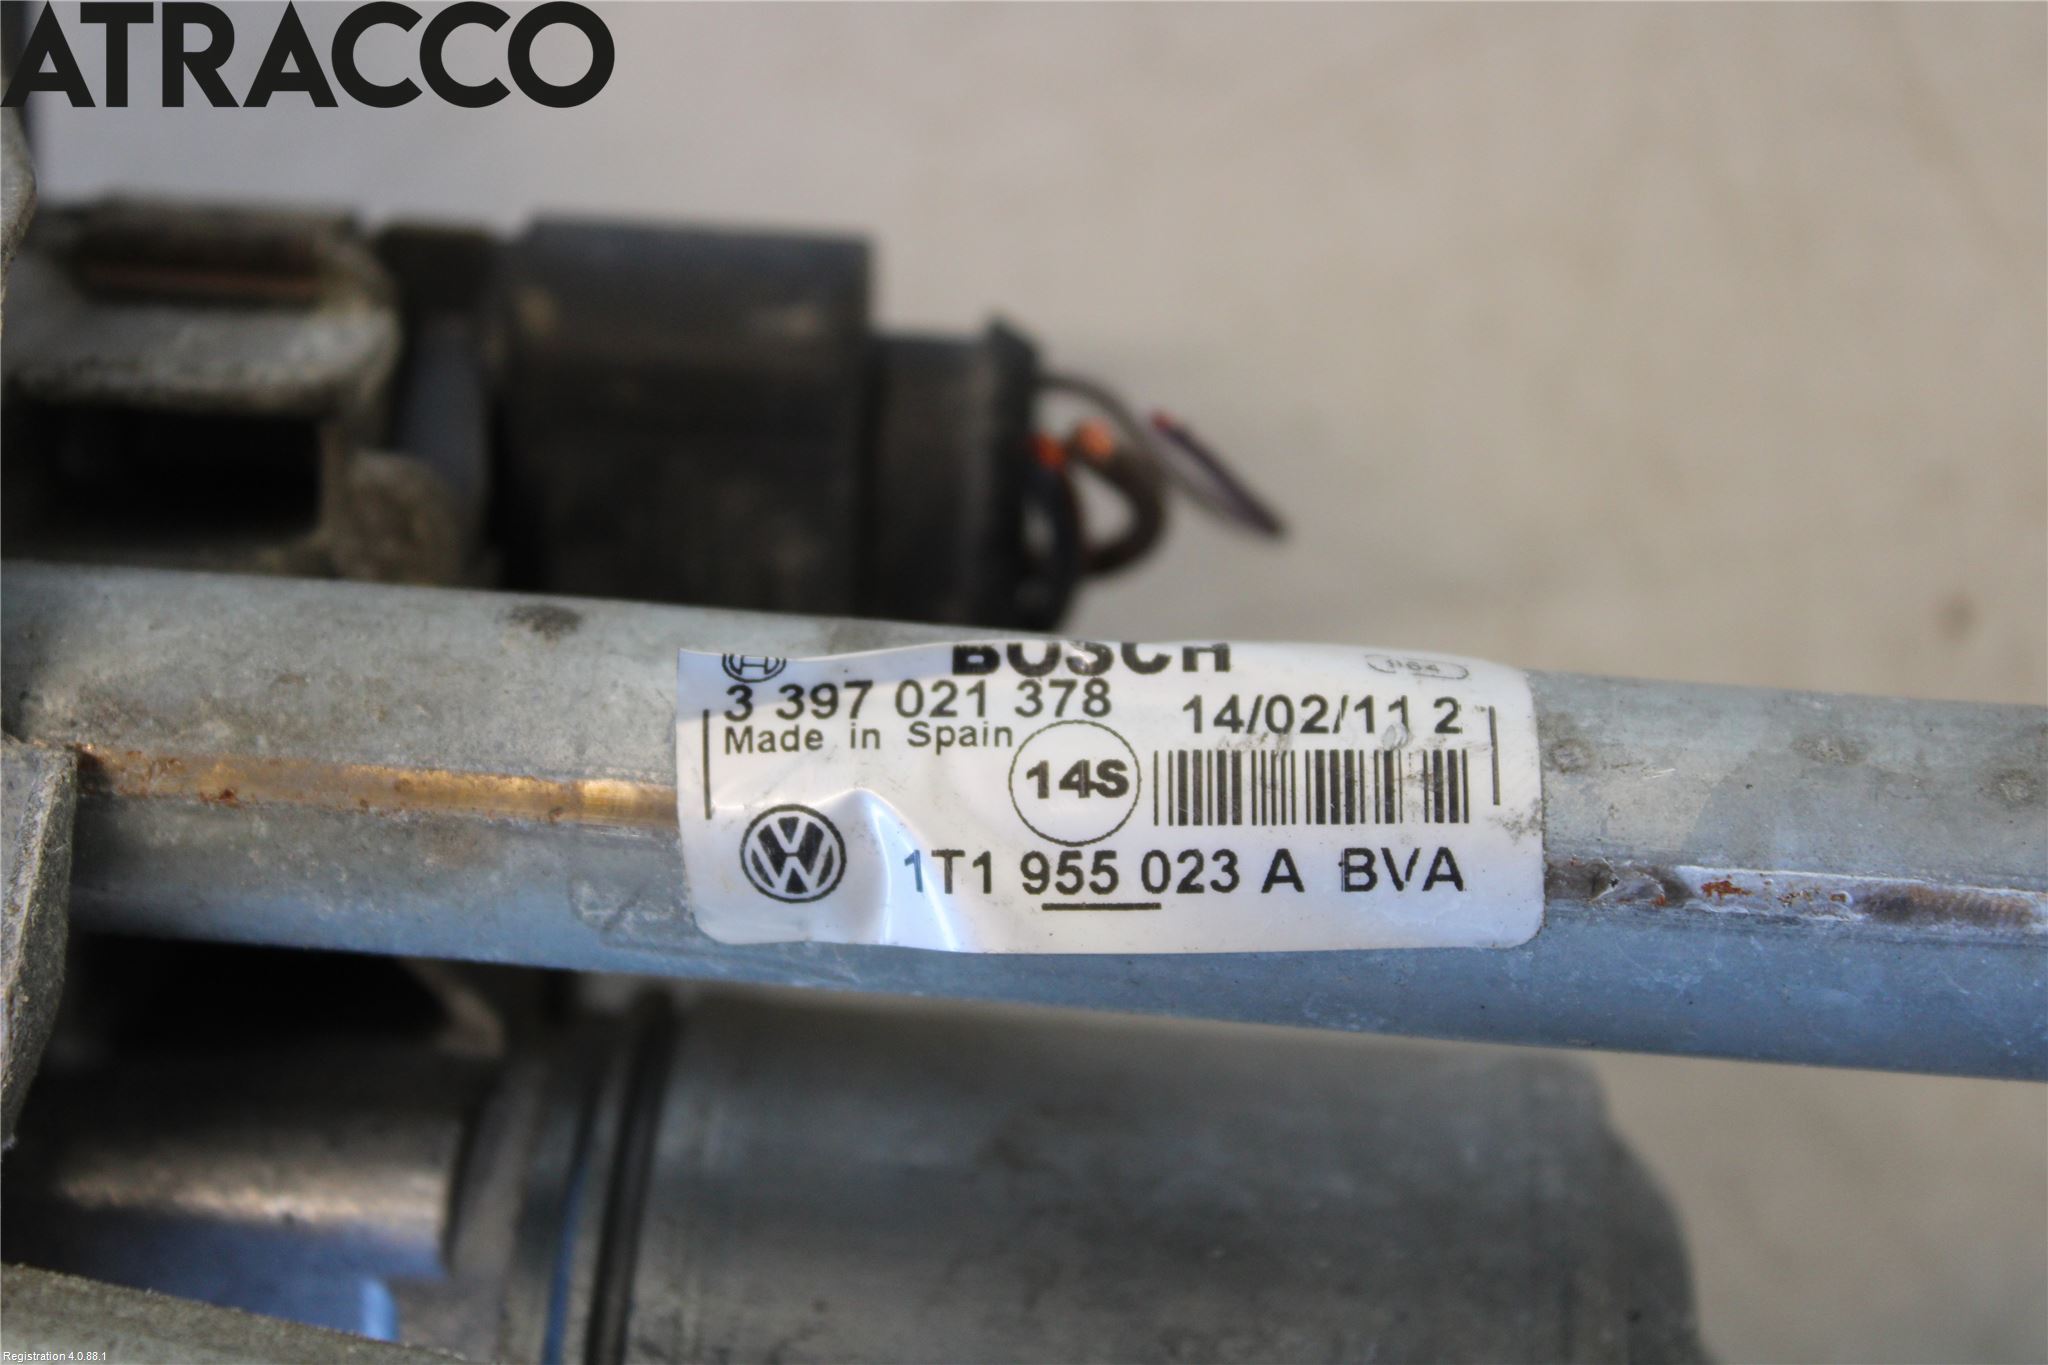 ATRACCO
BOSCH
3 397 021 378 14/02/11 2
Made in Spain
14S
1T1 955 023 A BVA
Registration 4.0.88.1